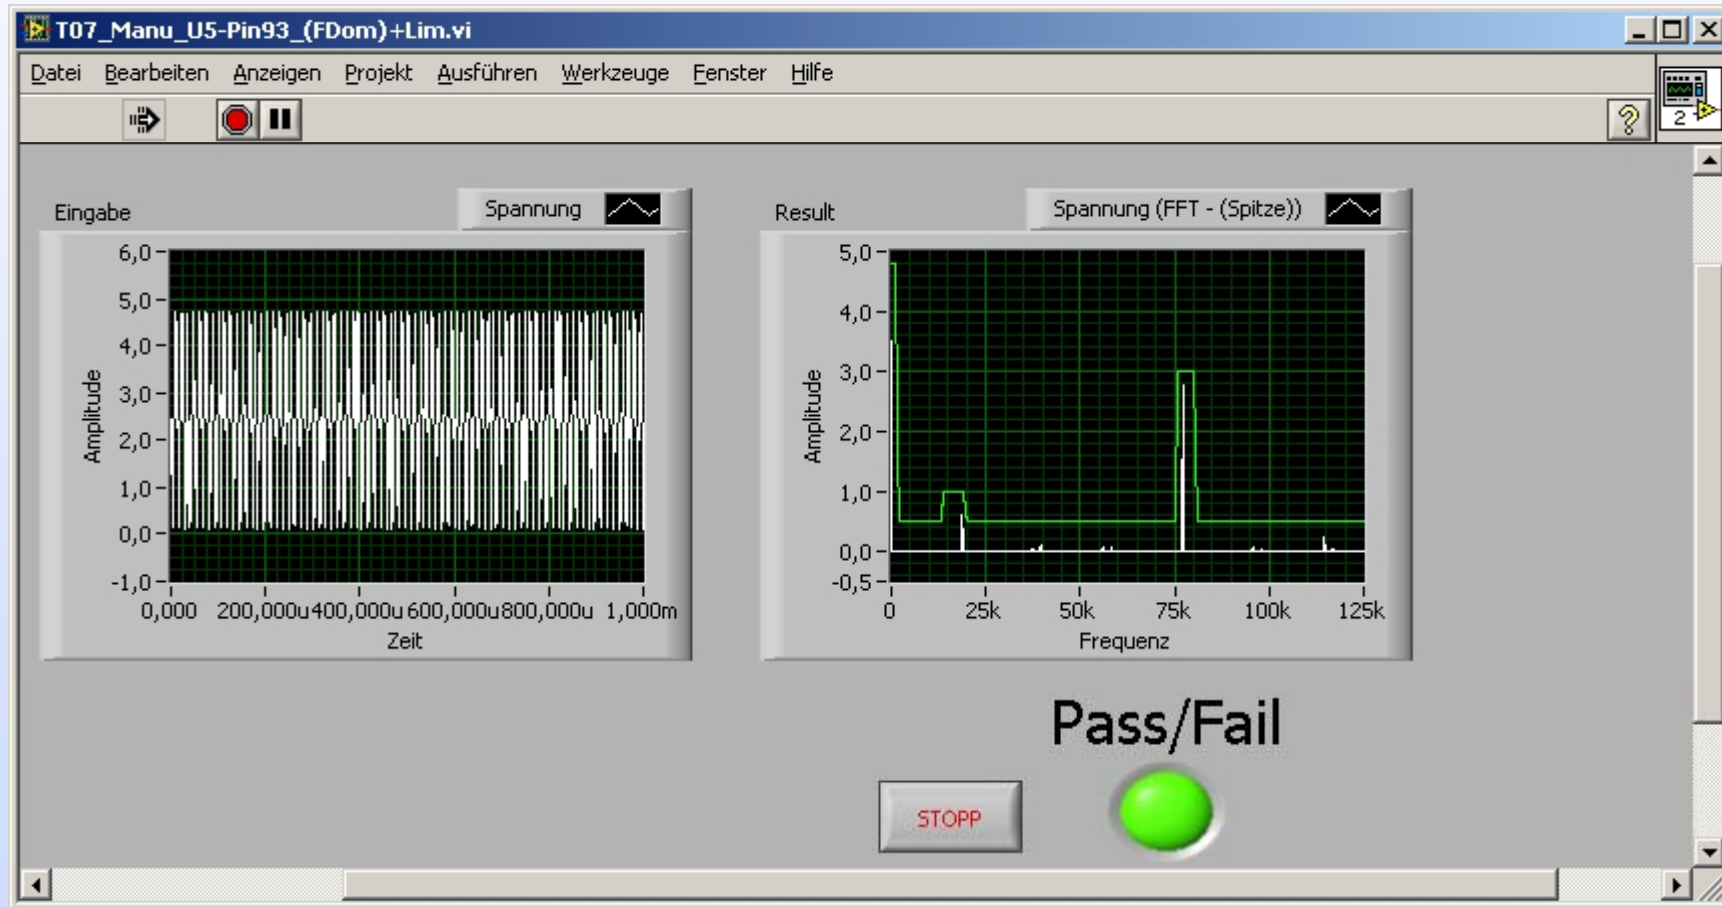 T07_Manu_U5-Pin93_(FDom)+Lim.vi
Datei Bearbeiten Anzeigen Projekt Ausführen Werkzeuge Fenster Hilfe
?
2
Eingabe
Spannung
6,0
5,0
4,0
3,0
2,0
1,0
0,0
-1,0
Amplitude
0,000 200,000u 400,000u 600,000u 800,000u 1,000m
Zeit
Result
Spannung (FFT - (Spitze))
5,0
4,0
3,0
2,0
1,0
0,0
-0,5
Amplitude
0 25k 50k 75k 100k 125k
Frequenz
Pass/Fail
STOPP